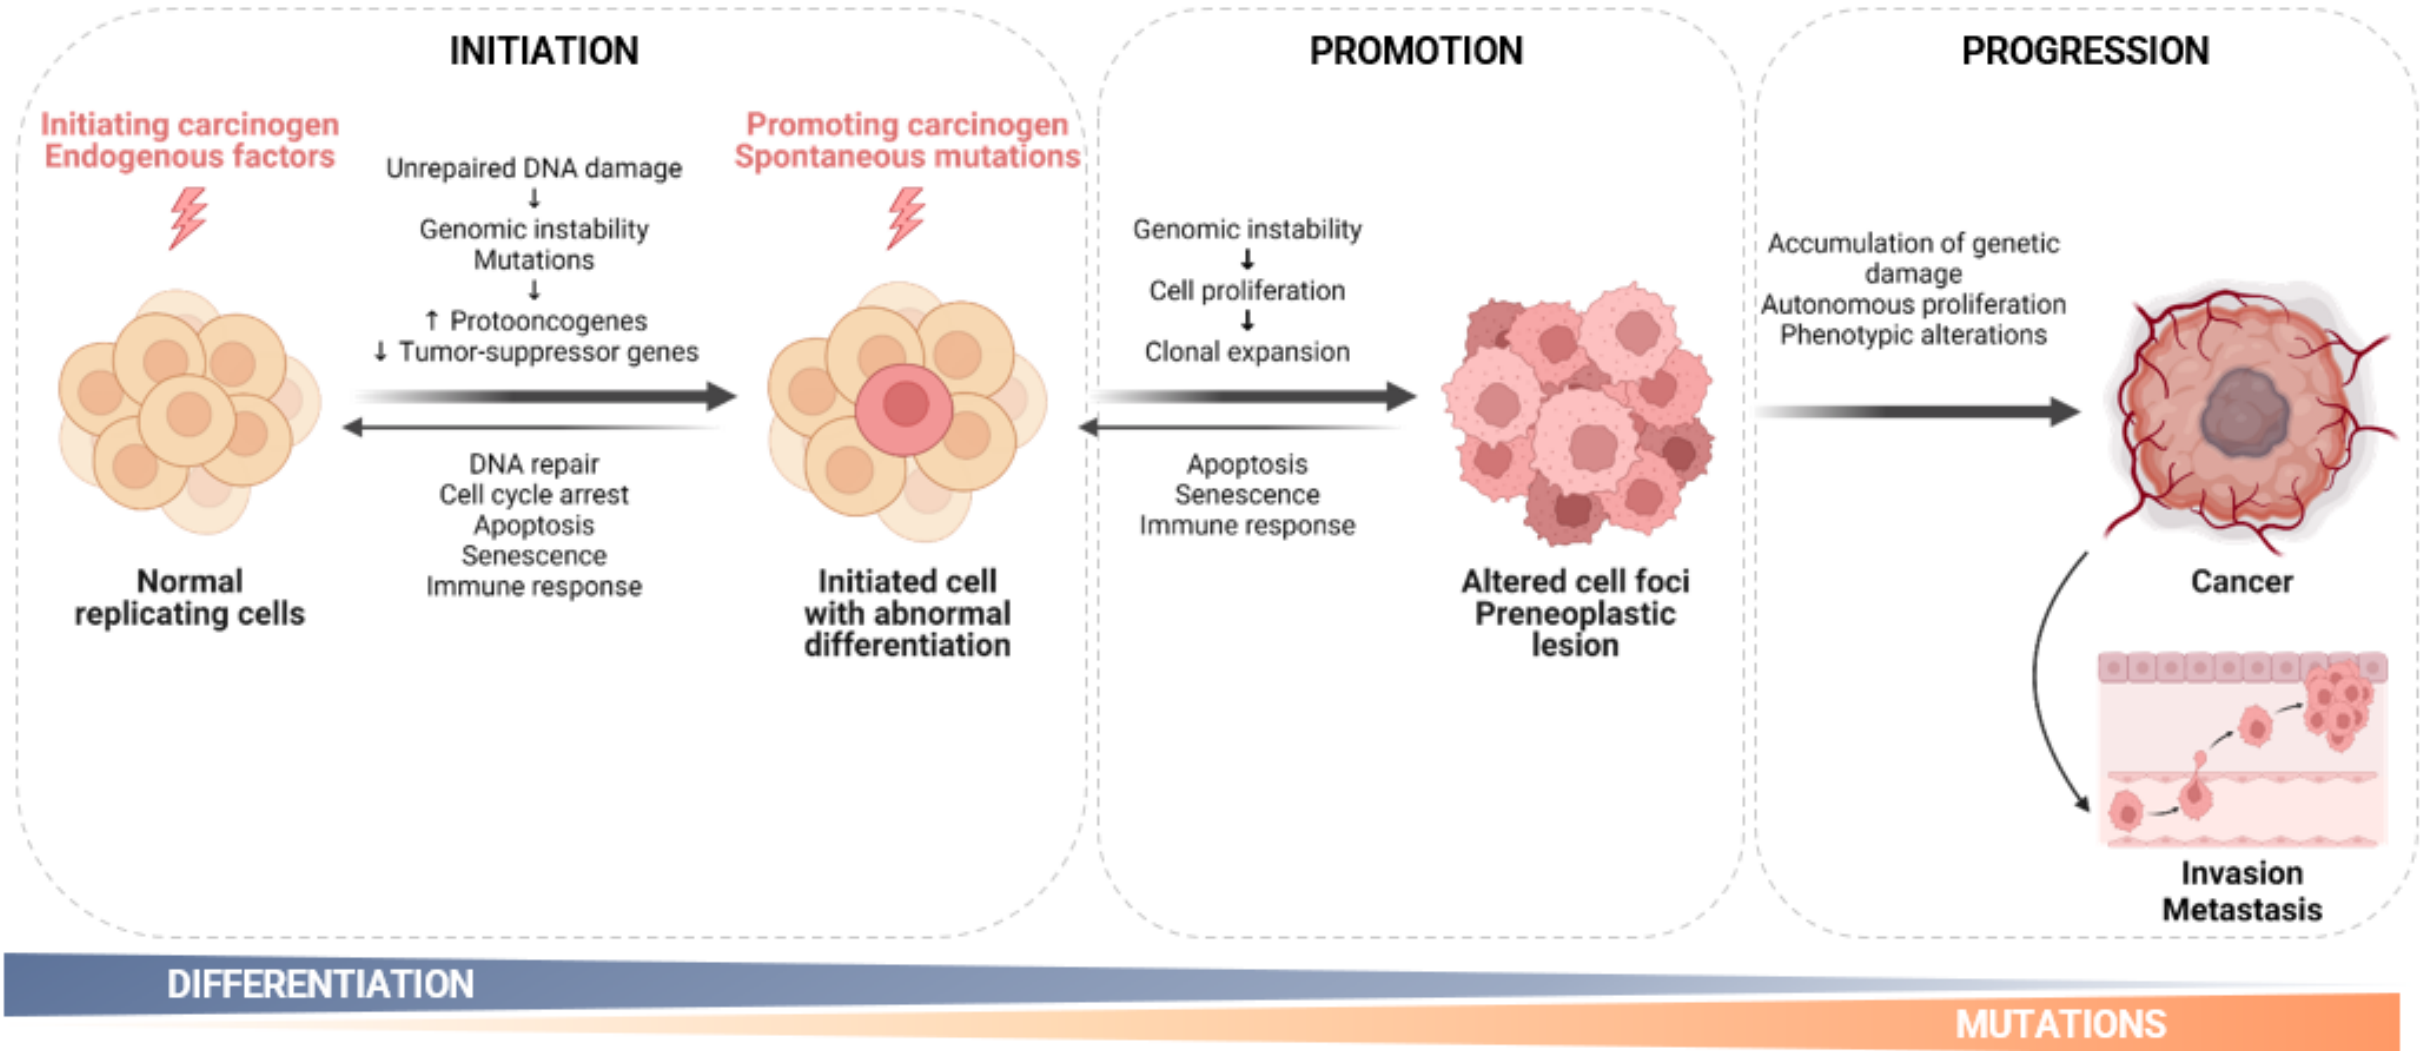 INITIATION
Initiating carcinogen
Endogenous factors
Unrepaired DNA damage
↓
Genomic instability
Mutations
↓
↑ Protooncogenes
↓ Tumor-suppressor genes
DNA repair
Cell cycle arrest
Apoptosis
Senescence
Immune response
Normal
replicating cells
Promoting carcinogen
Spontaneous mutations
Initiated cell
with abnormal
differentiation
PROMOTION
Genomic instability
↓
Cell proliferation
↓
Clonal expansion
Apoptosis
Senescence
Immune response
Altered cell foci
Preneoplastic
lesion
PROGRESSION
Accumulation of genetic
damage
Autonomous proliferation
Phenotypic alterations
Cancer
Invasion
Metastasis
DIFFERENTIATION
MUTATIONS